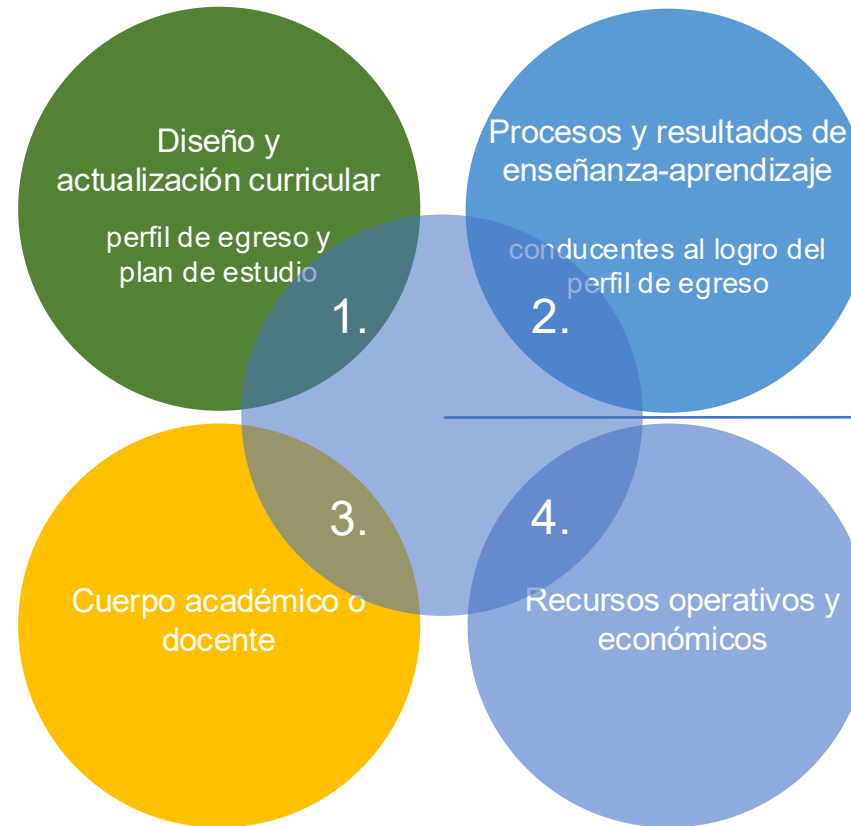 Diseño y
actualización curricular
perfil de egreso y
plan de estudio
1.
Procesos y resultados de
enseñanza-aprendizaje
conducentes al logro del
perfil de egreso
2.
3.
Cuerpo académico o
docente
4.
Recursos operativos y
económicos